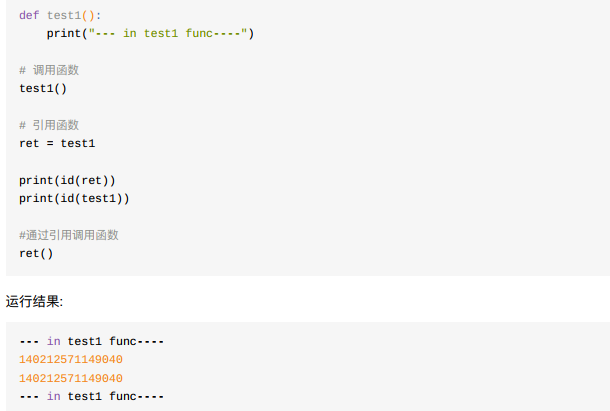 def test1():
    print("--- in test1 func----")
# 调用函数
test1()
# 引用函数
ret = test1
print(id(ret))
print(id(test1))
#通过引用调用函数
ret()
运行结果:
--- in test1 func----
140212571149040
140212571149040
--- in test1 func----